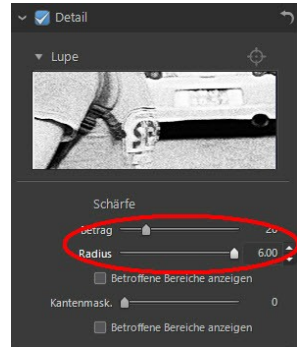 Detail
Lupe
Schärfe
Betrag 20
Radius 6.00
Betroffene Bereiche anzeigen
Kantenmask. 0
Betroffene Bereiche anzeigen